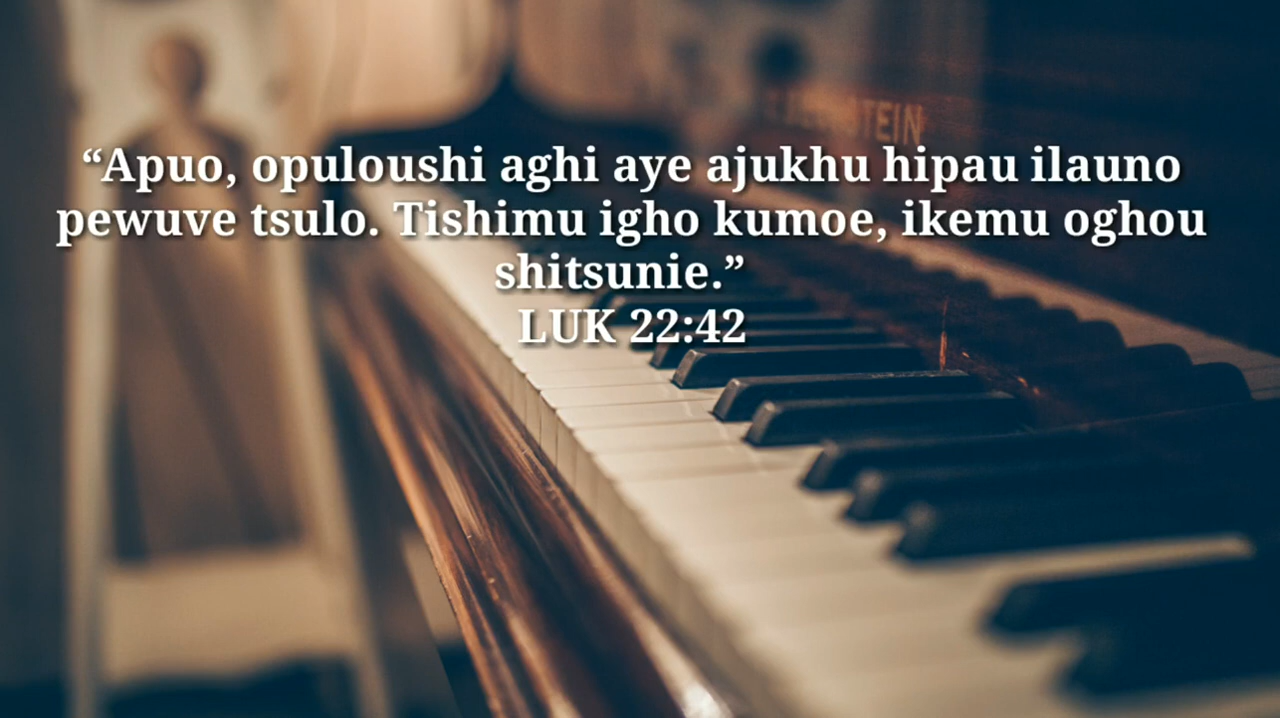 “Apuo, opuloushi aghi aye ajukhu hipau ilauno
pewuve tsulo. Tishimu igho kumoe, ikemu oghou
shitsunie.”
LUK 22:42